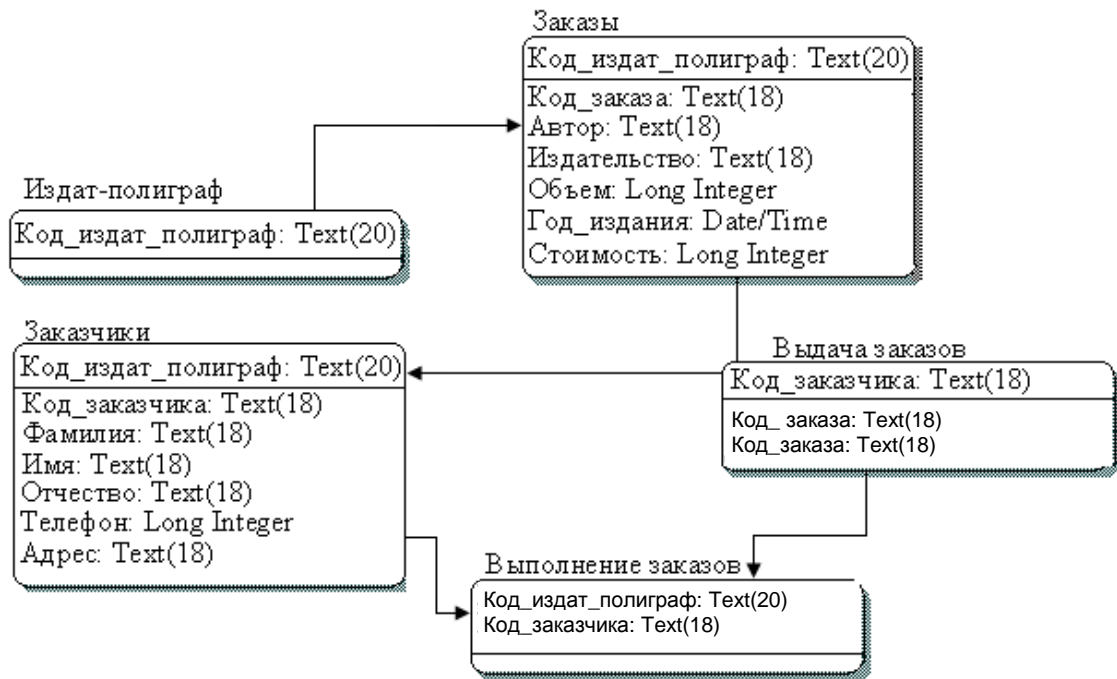 Заказы
Код_издат_полиграф: Text(20)
Код_заказа: Text(18)
Автор: Text(18)
Издательство: Text(18)
Объем: Long Integer
Год_издания: Date/Time
Стоимость: Long Integer
Издат-полиграф
Код_издат_полиграф: Text(20)
Заказчики
Код_издат_полиграф: Text(20)
Код_заказчика: Text(18)
Фамилия: Text(18)
Имя: Text(18)
Отчество: Text(18)
Телефон: Long Integer
Адрес: Text(18)
Выдача заказов
Код_заказчика: Text(18)
Код_ заказа: Text(18)
Код_заказа: Text(18)
Выполнение заказов
Код_издат_полиграф: Text(20)
Код_заказчика: Text(18)